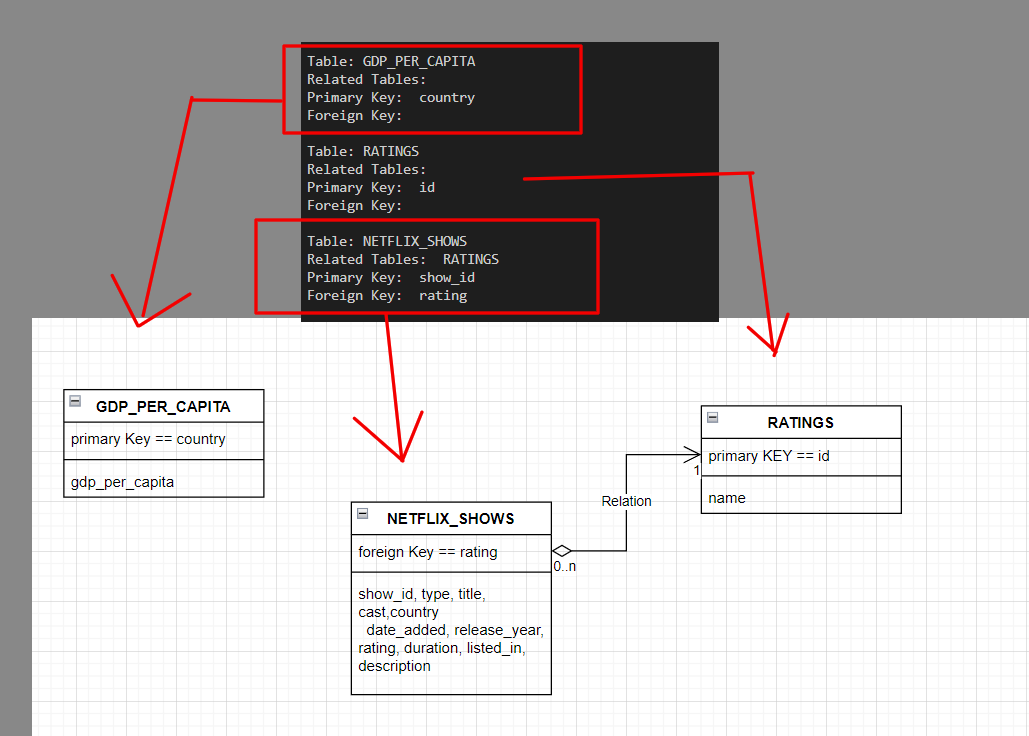 Table: GDP_PER_CAPITA
Related Tables:
Primary Key:  country
Foreign Key:
Table: RATINGS
Related Tables:
Primary Key:  id
Foreign Key:
Table: NETFLIX_SHOWS
Related Tables:  RATINGS
Primary Key:  show_id
Foreign Key:  rating
GDP_PER_CAPITA
primary Key == country
gdp_per_capita
RATINGS
primary KEY == id
name
1
Relation
0..n
NETFLIX_SHOWS
foreign Key == rating
show_id, type, title,
cast,country
date_added, release_year,
rating, duration, listed_in,
description